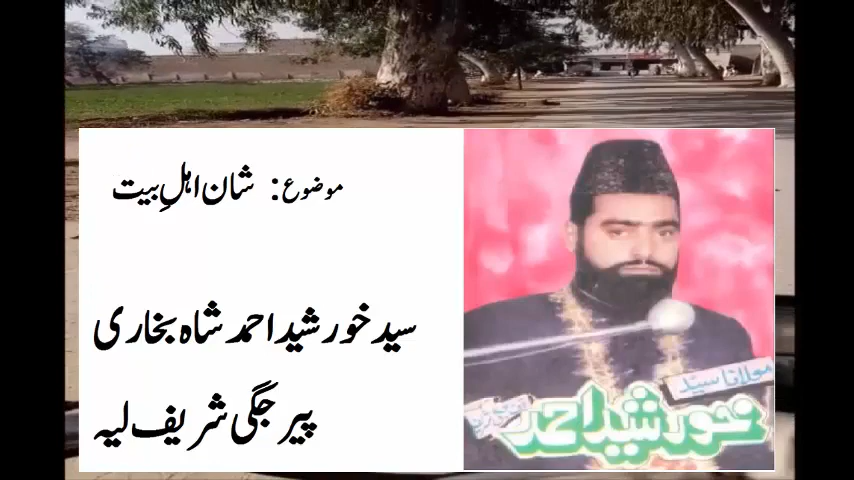 موضوع: شان اہلِ بیت
سید خورشید احمد شاہ بخاری
پیر جگی شریف لیہ
مولانا سید
خورشید احمد